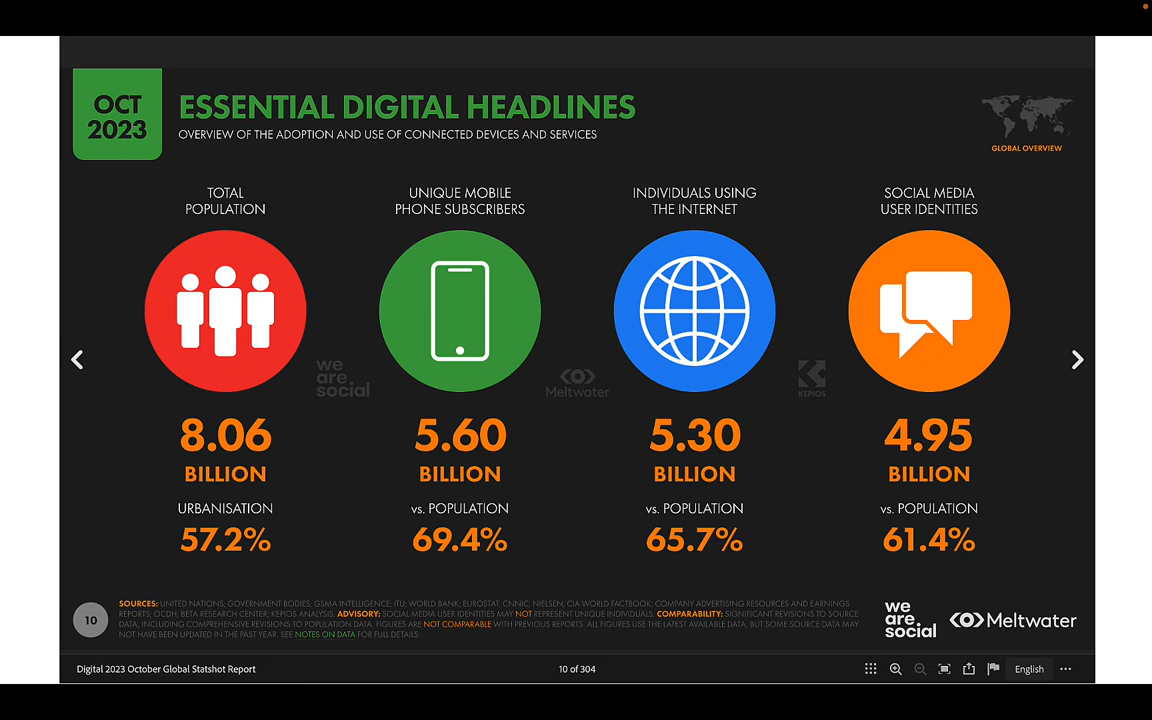 OCT
2023
ESSENTIAL DIGITAL HEADLINES
OVERVIEW OF THE ADOPTION AND USE OF CONNECTED DEVICES AND SERVICES
GLOBAL OVERVIEW
TOTAL
POPULATION
8.06
BILLION
URBANISATION
57.2%
UNIQUE MOBILE
PHONE SUBSCRIBERS
5.60
BILLION
vs. POPULATION
69.4%
INDIVIDUALS USING
THE INTERNET
5.30
BILLION
vs. POPULATION
65.7%
SOCIAL MEDIA
USER IDENTITIES
4.95
BILLION
vs. POPULATION
61.4%
we
are
social
Meltwater
KEPIOS
10
SOURCES: UNITED NATIONS; GOVERNMENT BODIES; GSMA INTELLIGENCE; ITU; WORLD BANK; EUROSTAT; CNNIC; NIELSEN; CIA WORLD FACTBOOK; COMPANY ADVERTISING RESOURCES AND EARNINGS
REPORTS; OCDH; BETA RESEARCH CENTER; KEPIOS ANALYSIS. ADVISORY: SOCIAL MEDIA USER IDENTITIES MAY NOT REPRESENT UNIQUE INDIVIDUALS. COMPARABILITY: SIGNIFICANT REVISIONS TO SOURCE
DATA, INCLUDING COMPREHENSIVE REVISIONS TO POPULATION DATA. FIGURES ARE NOT COMPARABLE WITH PREVIOUS REPORTS. ALL FIGURES USE THE LATEST AVAILABLE DATA, BUT SOME SOURCE DATA MAY
NOT HAVE BEEN UPDATED IN THE PAST YEAR. SEE NOTES ON DATA FOR FULL DETAILS.
we
are
social
Meltwater
Digital 2023 October Global Statshot Report
10 of 304
English